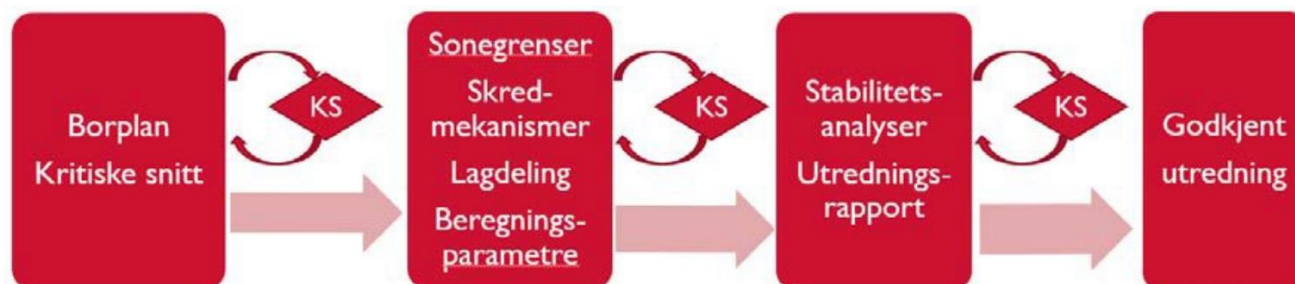 Borplan
Kritiske snitt
KS
Sonegrenser
Skred-
mekanismer
Lagdeling
Beregnings-
parametre
KS
Stabilitets-
analyser
Utrednings-
rapport
KS
Godkjent
utredning